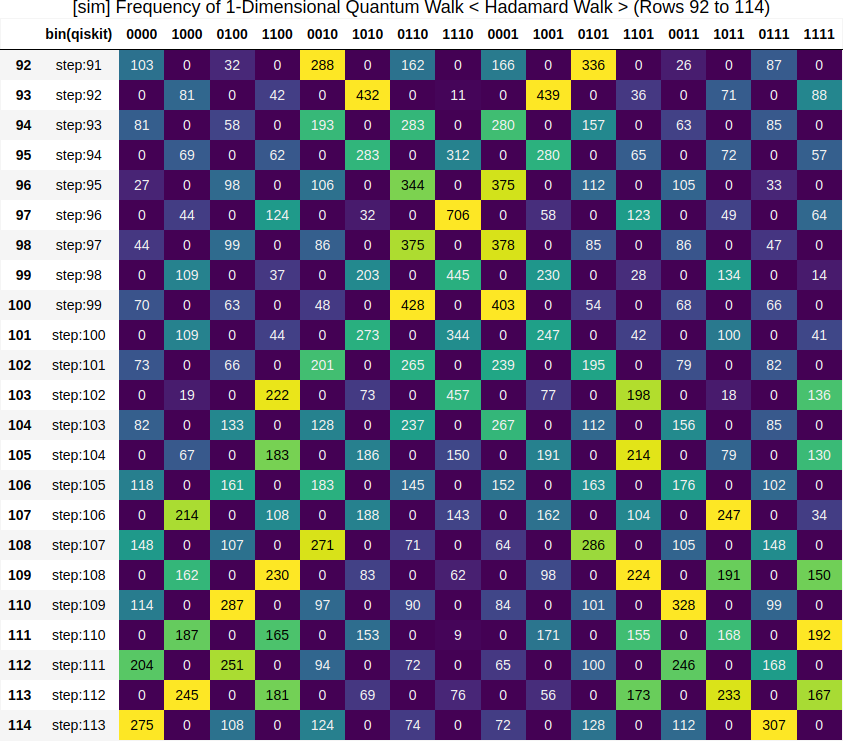 [sim] Frequency of 1-Dimensional Quantum Walk < Hadamard Walk > (Rows 92 to 114)
bin(qiskit) 0000 1000 0100 1100 0010 1010 0110 1110 0001 1001 0101 1101 0011 1011 0111 1111
92 step:91 103 0 32 0 288 0 162 0 166 0 336 0 26 0 87 0
93 step:92 0 81 0 42 0 432 0 11 0 439 0 36 0 71 0 88
94 step:93 81 0 58 0 193 0 283 0 280 0 157 0 63 0 85 0
95 step:94 0 69 0 62 0 283 0 312 0 280 0 65 0 72 0 57
96 step:95 27 0 98 0 106 0 344 0 375 0 112 0 105 0 33 0
97 step:96 0 44 0 124 0 32 0 706 0 58 0 123 0 49 0 64
98 step:97 44 0 99 0 86 0 375 0 378 0 85 0 86 0 47 0
99 step:98 0 109 0 37 0 203 0 445 0 230 0 28 0 134 0 14
100 step:99 70 0 63 0 48 0 428 0 403 0 54 0 68 0 66 0
101 step:100 0 109 0 44 0 273 0 344 0 247 0 42 0 100 0 41
102 step:101 73 0 66 0 201 0 265 0 239 0 195 0 79 0 82 0
103 step:102 0 19 0 222 0 73 0 457 0 77 0 198 0 18 0 136
104 step:103 82 0 133 0 128 0 237 0 267 0 112 0 156 0 85 0
105 step:104 0 67 0 183 0 186 0 150 0 191 0 214 0 79 0 130
106 step:105 118 0 161 0 183 0 145 0 152 0 163 0 176 0 102 0
107 step:106 0 214 0 108 0 188 0 143 0 162 0 104 0 247 0 34
108 step:107 148 0 107 0 271 0 71 0 64 0 286 0 105 0 148 0
109 step:108 0 162 0 230 0 83 0 62 0 98 0 224 0 191 0 150
110 step:109 114 0 287 0 97 0 90 0 84 0 101 0 328 0 99 0
111 step:110 0 187 0 165 0 153 0 9 0 171 0 155 0 168 0 192
112 step:111 204 0 251 0 94 0 72 0 65 0 100 0 246 0 168 0
113 step:112 0 245 0 181 0 69 0 76 0 56 0 173 0 233 0 167
114 step:113 275 0 108 0 124 0 74 0 72 0 128 0 112 0 307 0